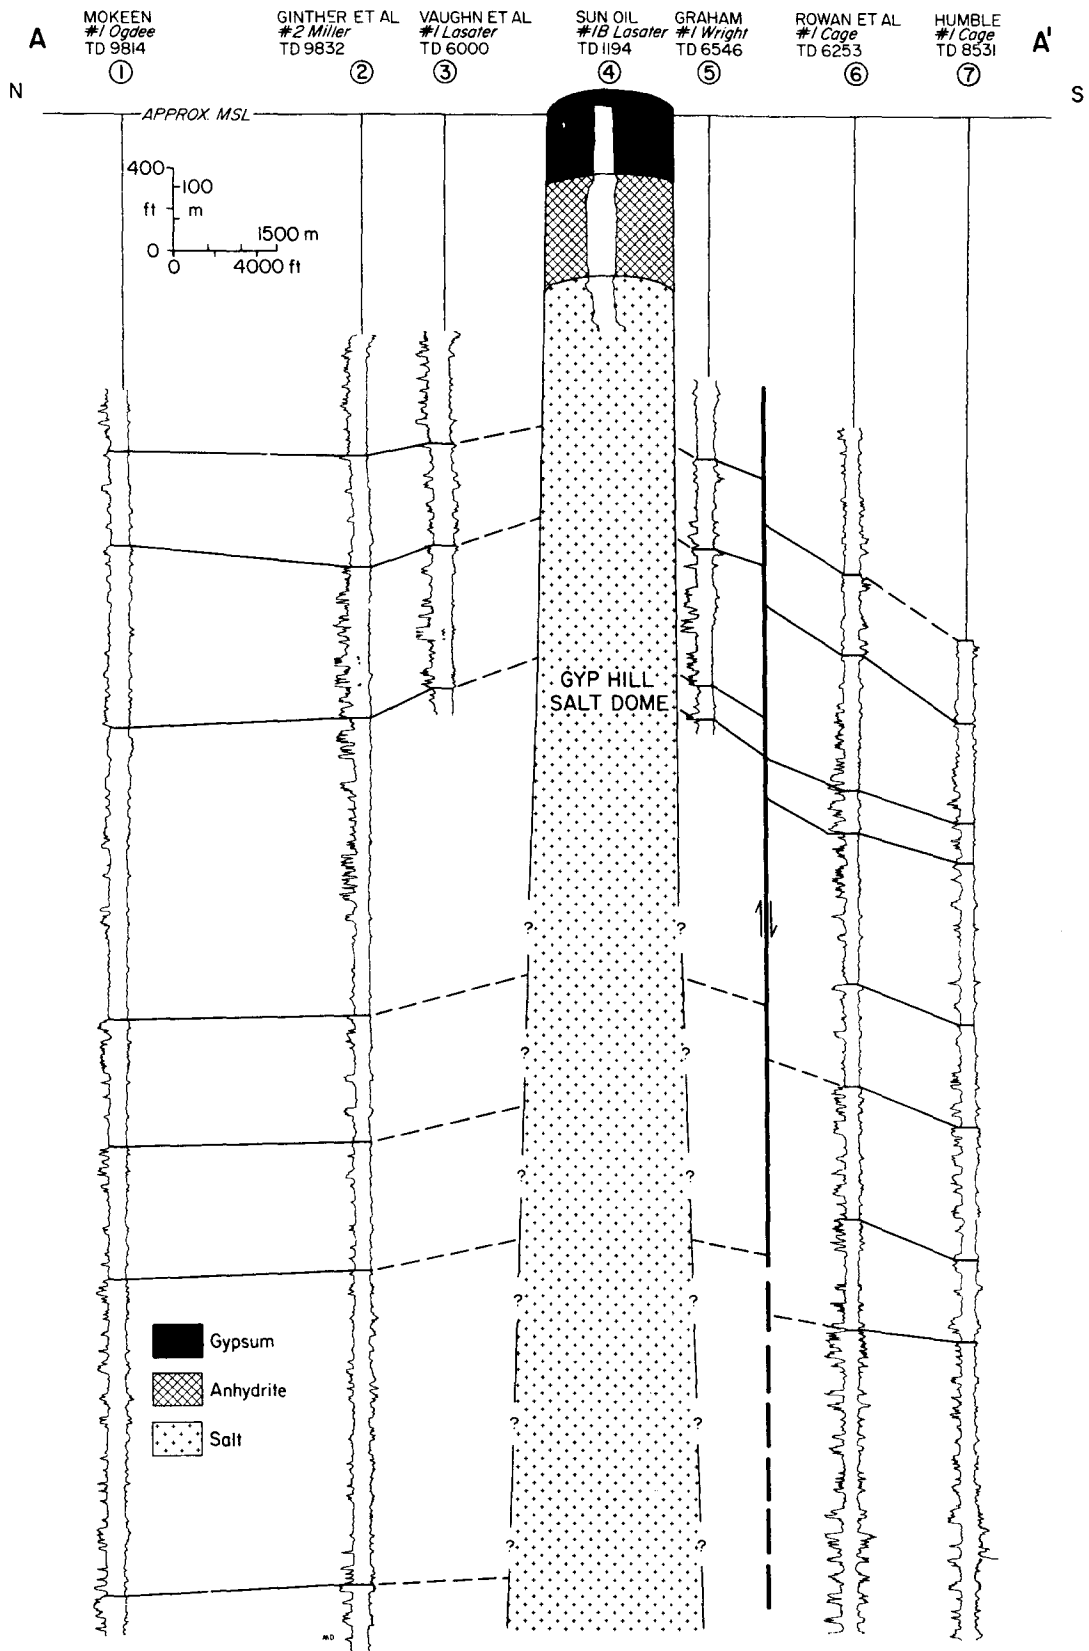 A
MOKEEN
#1 Ogdee
TD 9814
1
GINTHER ET AL
#2 Miller
TD 9832
2
VAUGHN ET AL
#1 Lasater
TD 6000
3
SUN OIL
#1B Lasater
TD 1194
4
GRAHAM
#1 Wright
TD 6546
5
ROWAN ET AL
#1 Cage
TD 6253
6
HUMBLE
#1 Cage
TD 8531
7
A'
N
S
APPROX. MSL
400
100
ft
m
0
1500 m
0
4000 ft
GYP HILL
SALT DOME
? ?
? ?
? ?
? ?
? ?
? ?
Gypsum
Anhydrite
Salt